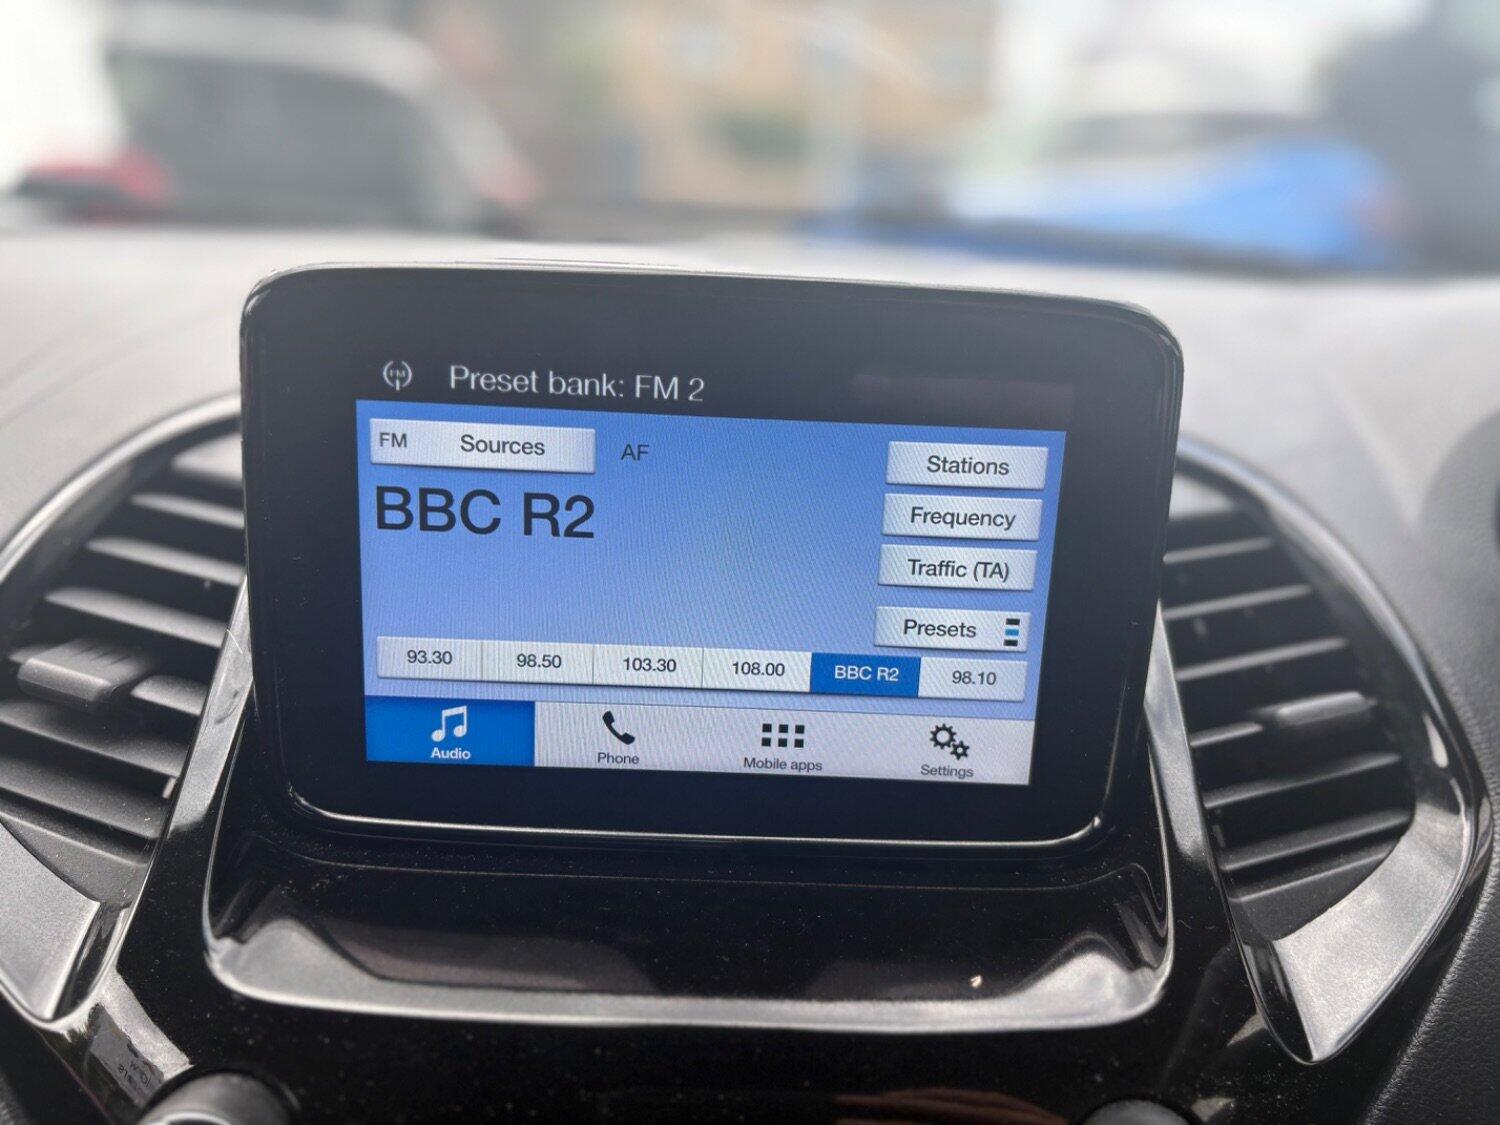 FM Preset bank: FM 2
FM Sources AF
Stations
BBC R2
Frequency
Traffic (TA)
Presets
93.30 98.50 103.30 108.00 BBC R2 98.10
Audio Phone Mobile apps Settings